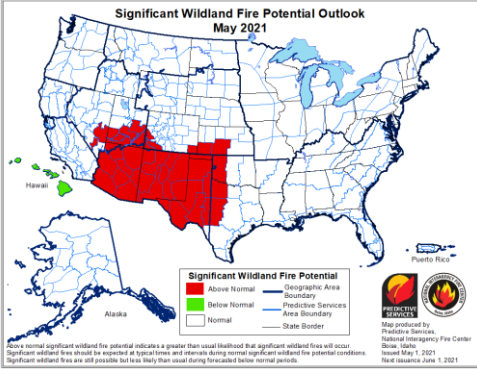 Significant Wildland Fire Potential Outlook
May 2021
Hawaii
Alaska
Puerto Rico
Significant Wildland Fire Potential
Above Normal
Below Normal
Normal
Geographic Area
Boundary
Predictive Services
Area Boundary
State Border
PREDICTIVE
SERVICES
NATIONAL INTERAGENCY FIRE CENTER
Map produced by
Predictive Services,
National Interagency Fire Center
Boise, Idaho
Issued May 1, 2021
Next issuance June 1, 2021
Above normal significant wildland fire potential indicates a greater than usual likelihood that significant wildland fires will occur.
Significant wildland fires should be expected at typical times and intervals during normal significant wildland fire potential conditions.
Significant wildland fires are still possible but less likely than usual during forecasted below normal periods.